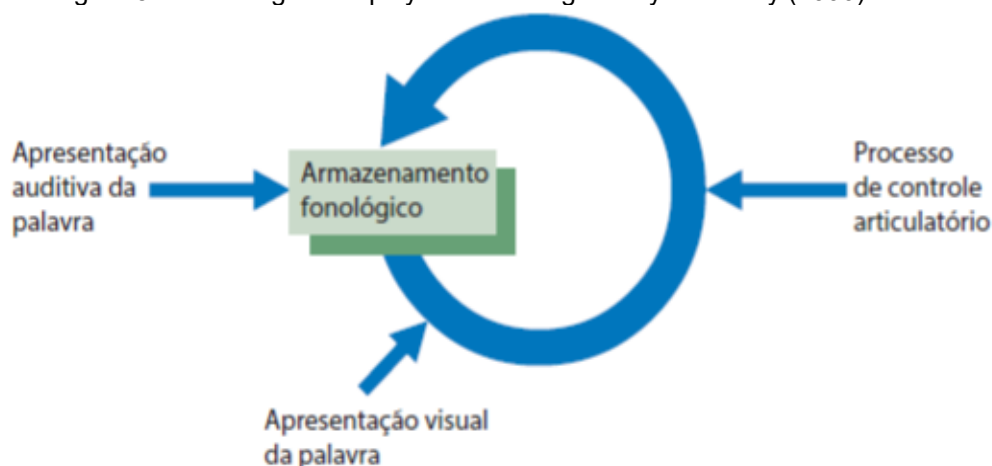 Apresentação
auditiva da
palavra
Armazenamento
fonológico
Processo
de controle
articulatório
Apresentação visual
da palavra